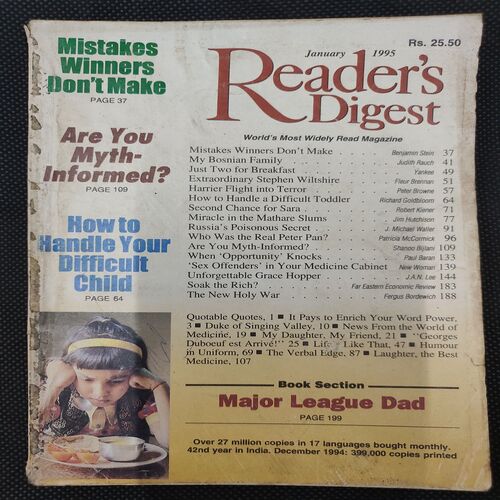 Mistakes
Winners
Don't Make
PAGE 37
Are You
Myth-
Informed?
PAGE 109
How to
Handle Your
Difficult
Child
PAGE 64
Rs. 25.50
January 1995
Reader's
Digest
World's Most Widely Read Magazine
Mistakes Winners Don't Make . . . . . Benjamin Stein 37
My Bosnian Family . . . . . Judith Rauch 41
Just Two for Breakfast . . . . . Yankee 49
Extraordinary Stephen Wiltshire . . . . . Fleur Brennan 51
Harrier Flight into Terror . . . . . Peter Browne 57
How to Handle a Difficult Toddler . . . . . Richard Goldbloom 64
Second Chance for Sara . . . . . Robert Kiener 71
Miracle in the Mathare Slums . . . . . Jim Hutchison 77
Russia's Poisonous Secret . . . . . J. Michael Waller 91
Who Was the Real Peter Pan? . . . . . Patricia McCormick 96
Are You Myth-Informed? . . . . . Shanoo Bijlani 109
When 'Opportunity' Knocks . . . . . Paul Baran 133
'Sex Offenders' in Your Medicine Cabinet New Woman 139
Unforgettable Grace Hopper . . . . . J.A.N. Lee 144
Soak the Rich? . . . . . Far Eastern Economic Review 183
The New Holy War . . . . . Fergus Bordewich 188
Quotable Quotes, 1 ■ It Pays to Enrich Your Word Power,
3 ■ Duke of Singing Valley, 10 ■ News From the World of
Medicine, 19 ■ My Daughter, My Friend, 21 ■ "Georges
Duboeuf est Arrivé!" 25 ■ Life's Like That, 47 ■ Humour
in Uniform, 69 ■ The Verbal Edge, 87 ■ Laughter, the Best
Medicine, 107
Book Section
Major League Dad
PAGE 199
Over 27 million copies in 17 languages bought monthly.
42nd year in India. December 1994: 399,000 copies printed